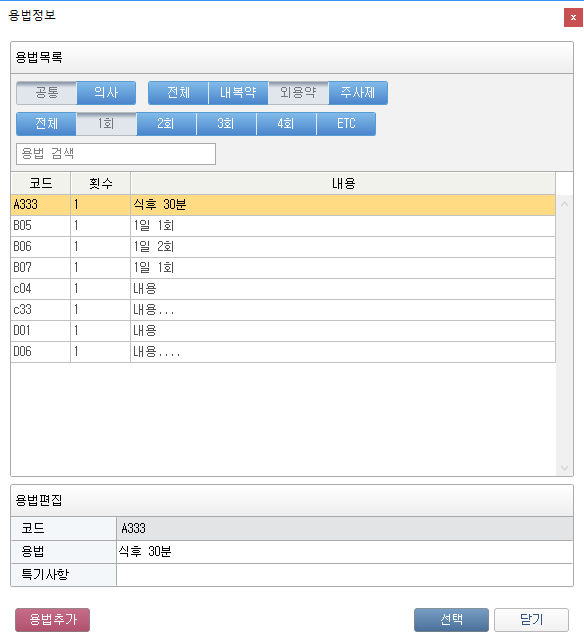 용법정보
x
용법목록
공통 의사 전체 내복약 외용약 주사제
전체 1회 2회 3회 4회 ETC
용법 검색
코드 횟수 내용
A333 1 식후 30분
B05 1 1일 1회
B06 1 1일 2회
B07 1 1일 1회
c04 1 내용
c33 1 내용...
D01 1 내용
D06 1 내용....
용법편집
코드 A333
용법 식후 30분
특기사항
용법추가 선택 닫기